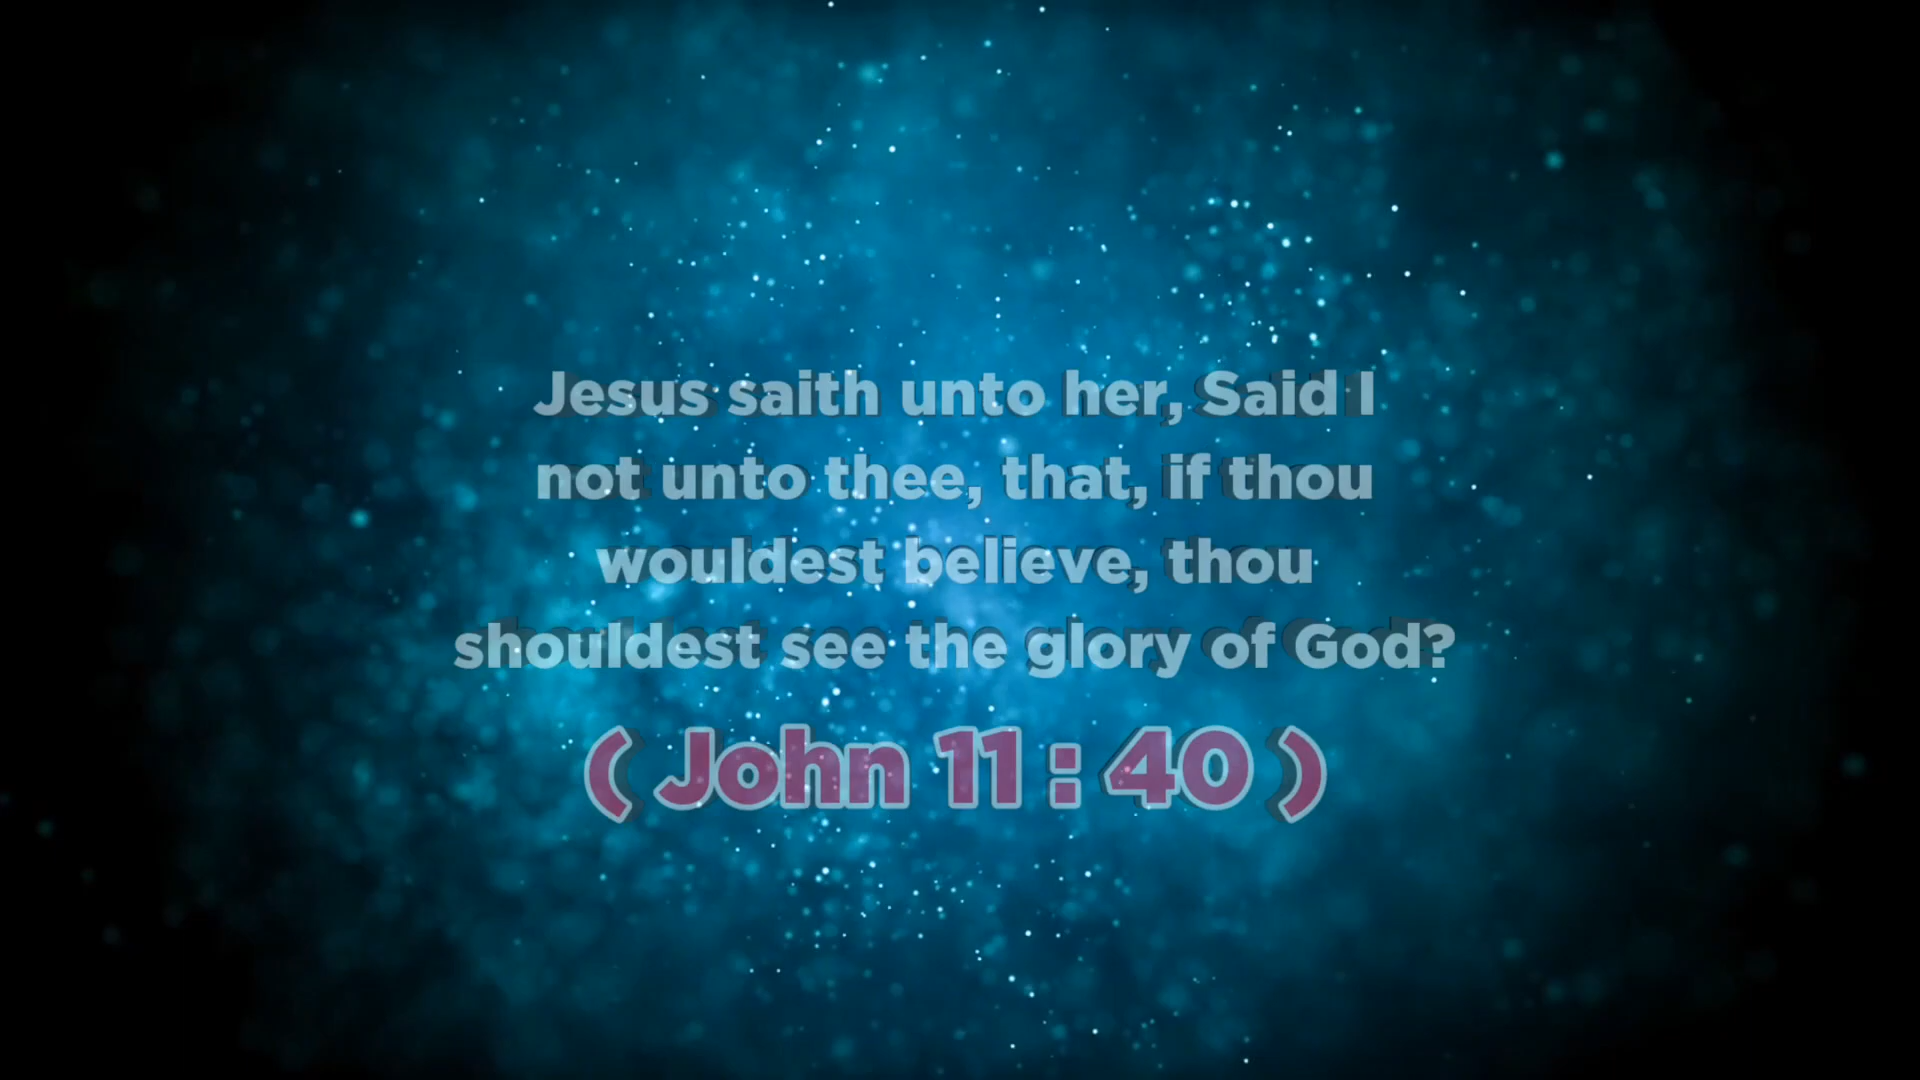 Jesus saith unto her, Said I
not unto thee, that, if thou
wouldest believe, thou
shouldest see the glory of God?
( John 11 : 40 )